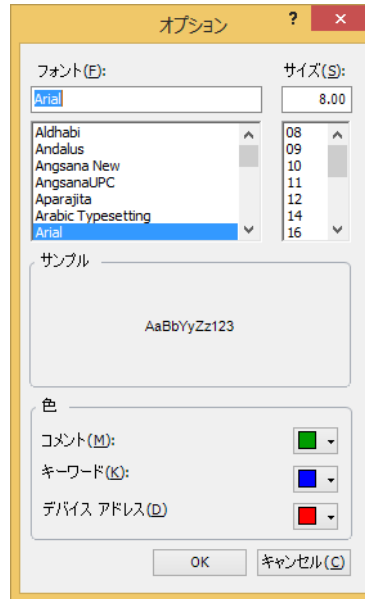 オプション ? ×
フォント(F): サイズ(S):
Arial 8.00
Aldhabi 08
Andalus 09
Angsana New 10
AngsanaUPC 11
Aparajita 12
Arabic Typesetting 14
Arial 16
サンプル
AaBbYyZz123
色
コメント(M):
キーワード(K):
デバイス アドレス(D)
OK キャンセル(C)